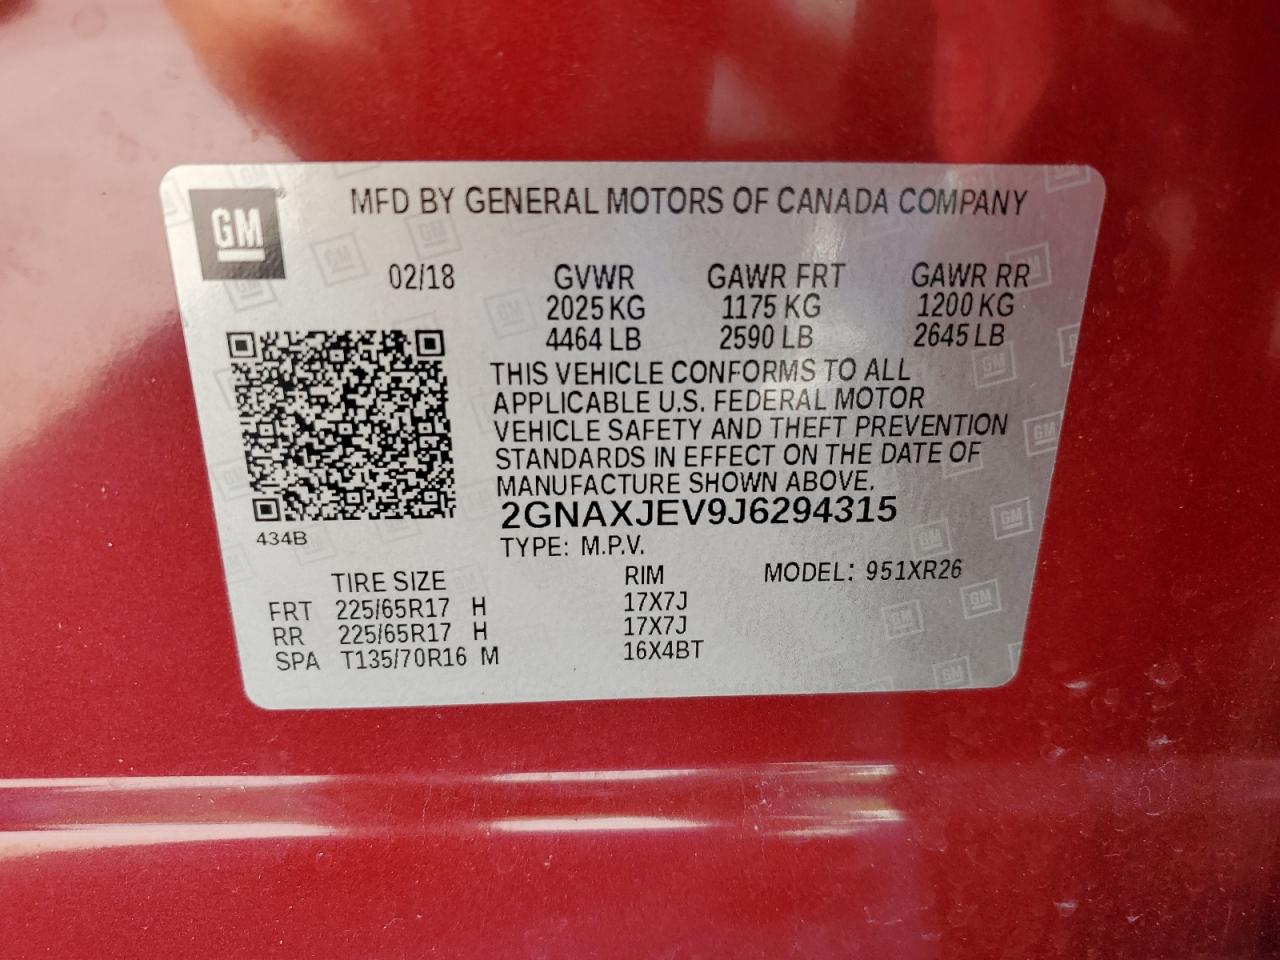 GM®
MFD BY GENERAL MOTORS OF CANADA COMPANY
02/18 GVWR GAWR FRT GAWR RR
2025 KG 1175 KG 1200 KG
4464 LB 2590 LB 2645 LB
THIS VEHICLE CONFORMS TO ALL
APPLICABLE U.S. FEDERAL MOTOR
VEHICLE SAFETY AND THEFT PREVENTION
STANDARDS IN EFFECT ON THE DATE OF
MANUFACTURE SHOWN ABOVE.
2GNAXJEV9J6294315
434B
TYPE: M.P.V.
TIRE SIZE RIM MODEL: 951XR26
FRT 225/65R17 H 17X7J
RR 225/65R17 H 17X7J
SPA T135/70R16 M 16X4BT